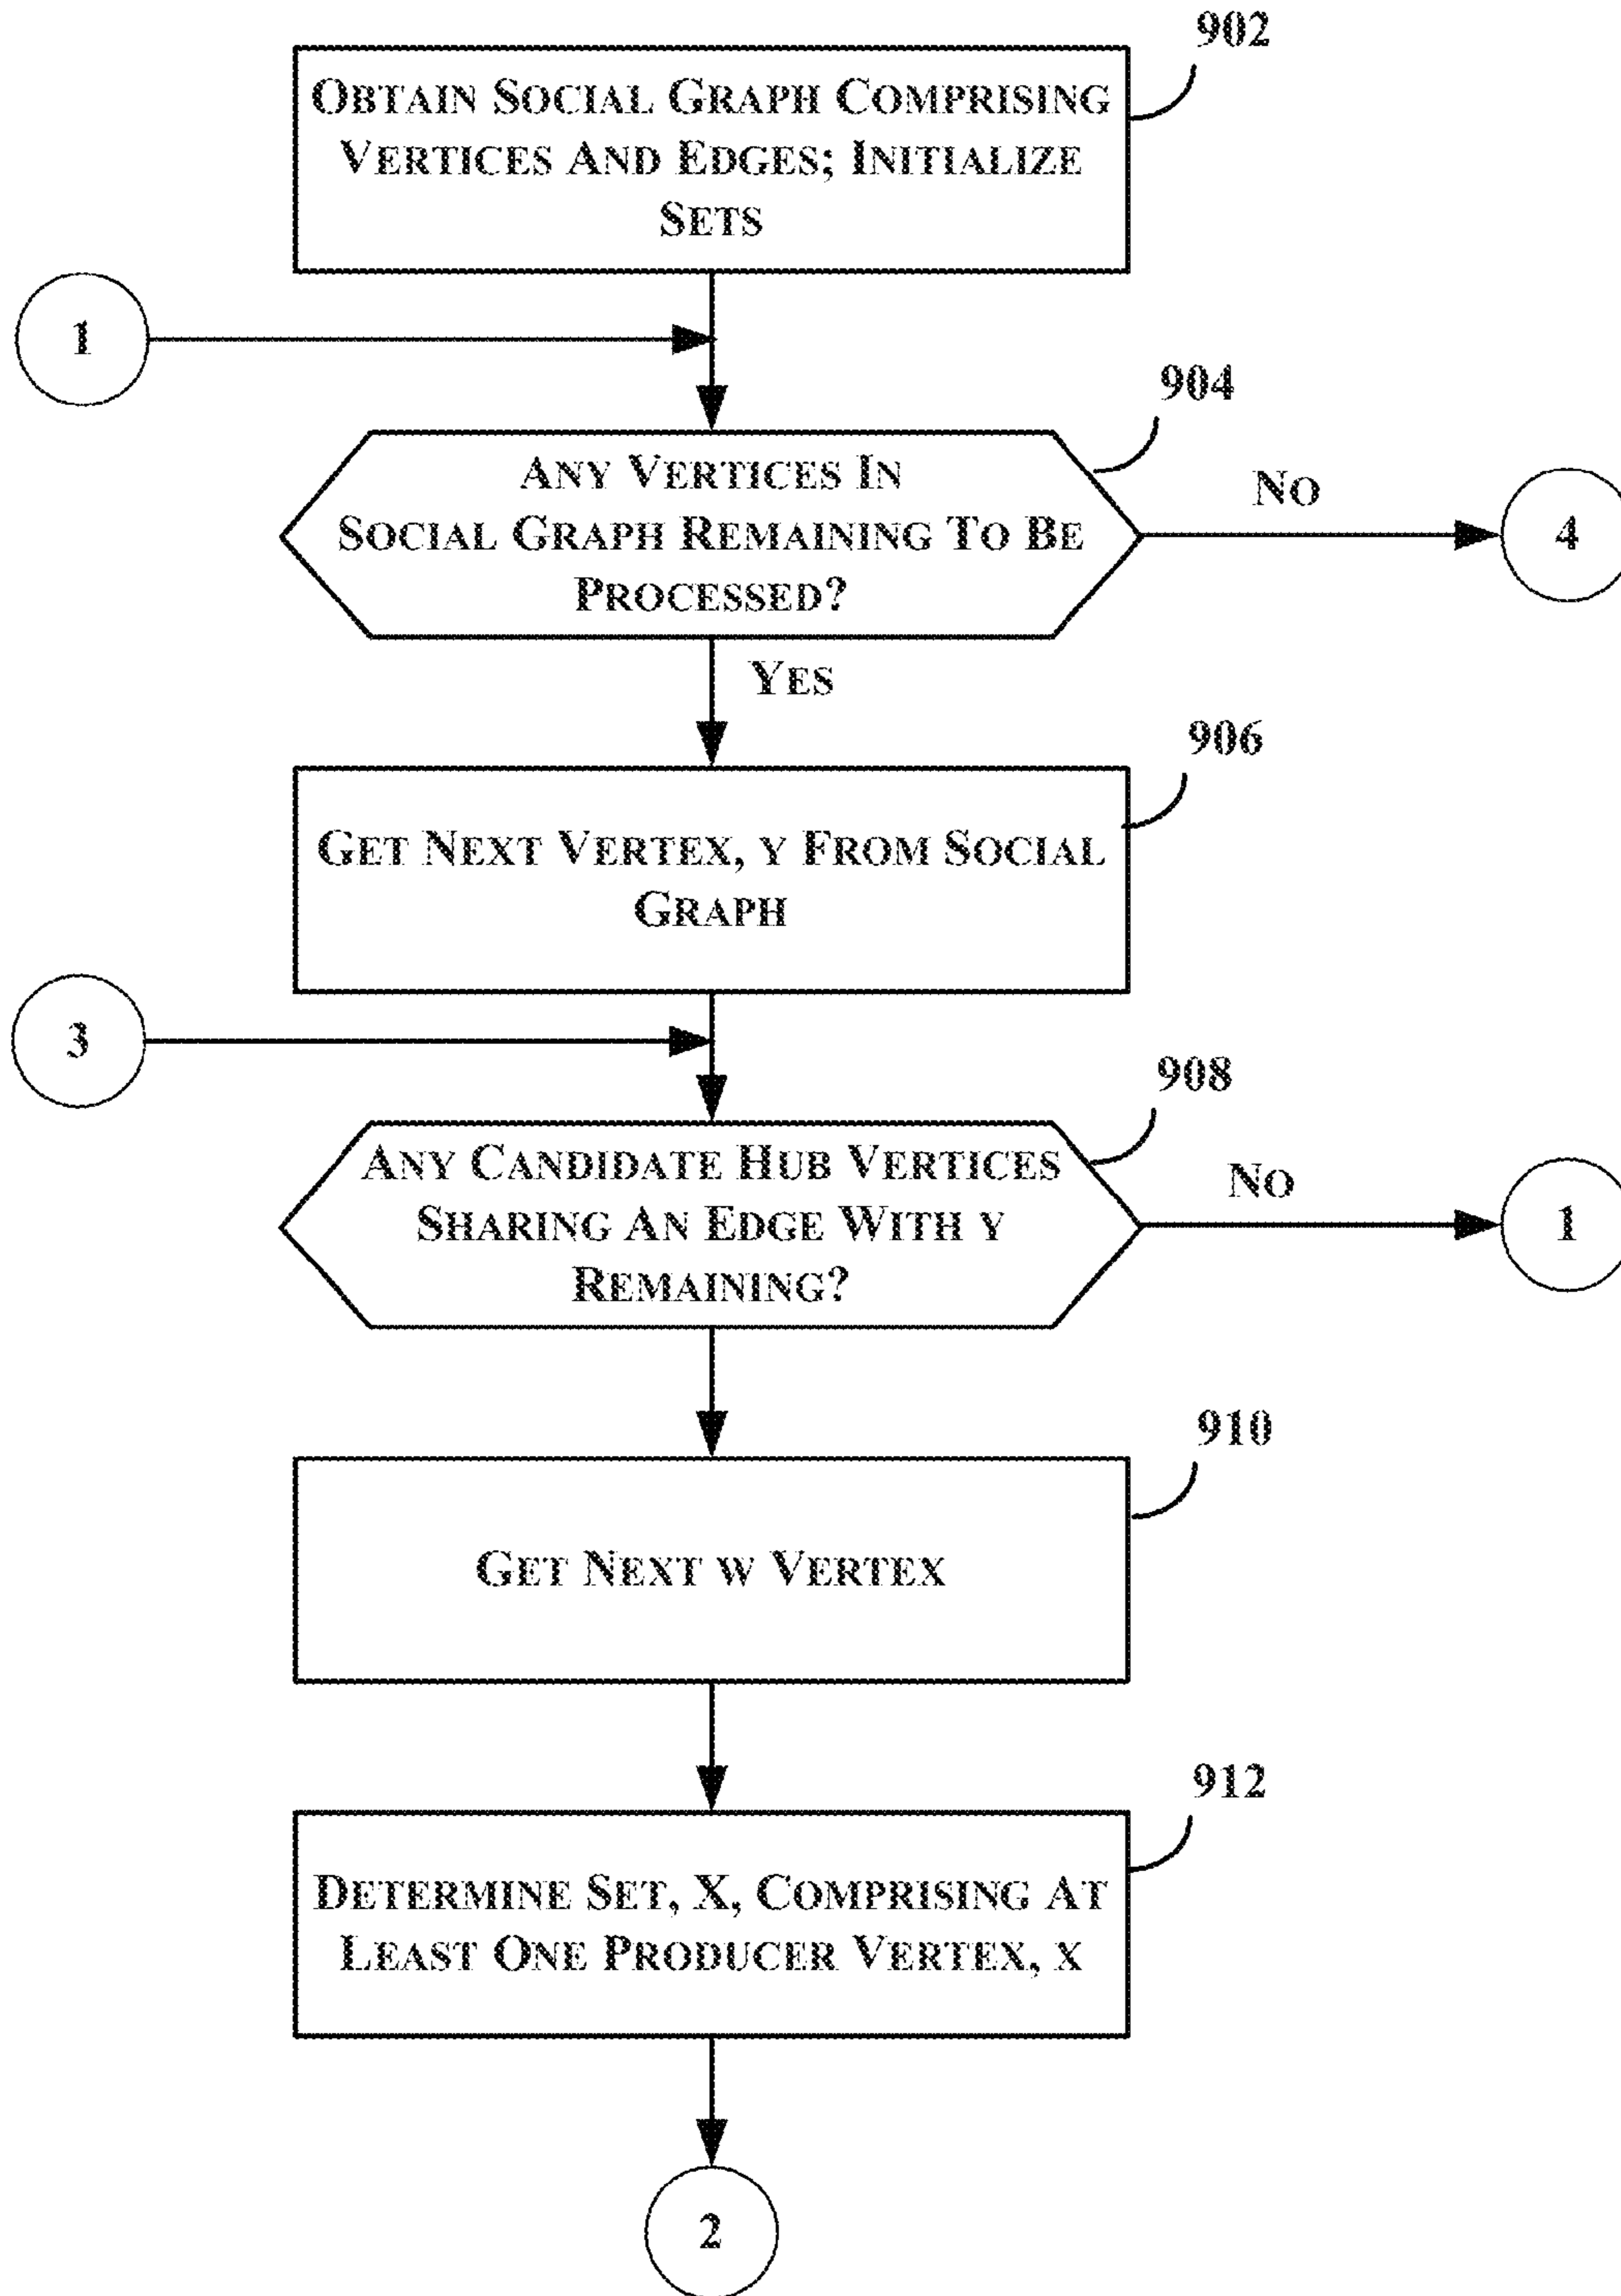 902
OBTAIN SOCIAL GRAPH COMPRISING
VERTICES AND EDGES; INITIALIZE
SETS
1
904
ANY VERTICES IN
SOCIAL GRAPH REMAINING TO BE
PROCESSED?
NO
4
YES
906
GET NEXT VERTEX, Y FROM SOCIAL
GRAPH
3
908
ANY CANDIDATE HUB VERTICES
SHARING AN EDGE WITH Y
REMAINING?
NO
1
910
GET NEXT W VERTEX
912
DETERMINE SET, X, COMPRISING AT
LEAST ONE PRODUCER VERTEX, X
2